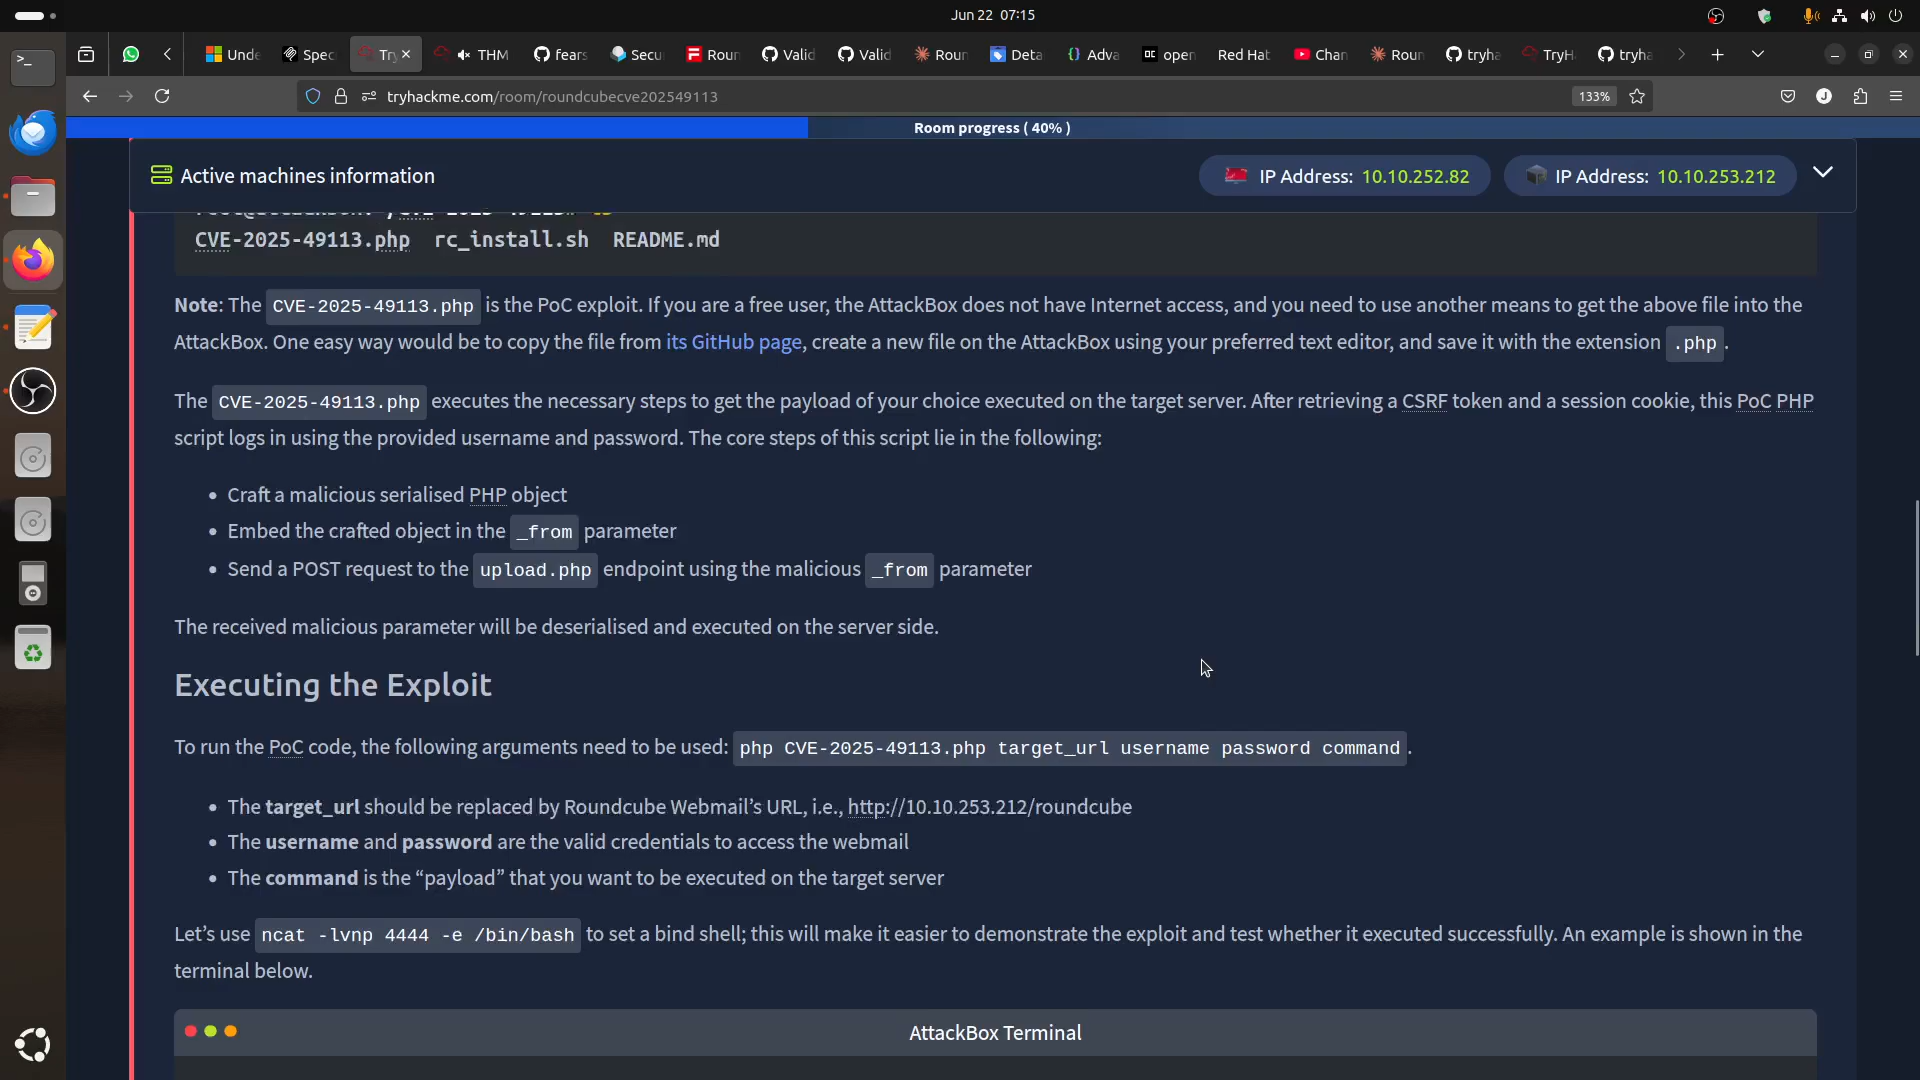 Jun 22 07:15
Unde
Spec
Try
THM
fears
Secu
Roun
Valid
Valid
Roun
Deta
Adva
open
Red Hat
Chan
Roun
tryha
TryH
tryha
tryhackme.com/room/roundcubecve202549113
133%
Room progress ( 40% )
Active machines information
IP Address: 10.10.252.82
IP Address: 10.10.253.212
CVE-2025-49113.php rc_install.sh README.md
Note: The CVE-2025-49113.php is the PoC exploit. If you are a free user, the AttackBox does not have Internet access, and you need to use another means to get the above file into the
AttackBox. One easy way would be to copy the file from its GitHub page, create a new file on the AttackBox using your preferred text editor, and save it with the extension .php.
The CVE-2025-49113.php executes the necessary steps to get the payload of your choice executed on the target server. After retrieving a CSRF token and a session cookie, this PoC PHP
script logs in using the provided username and password. The core steps of this script lie in the following:
• Craft a malicious serialised PHP object
• Embed the crafted object in the _from parameter
• Send a POST request to the upload.php endpoint using the malicious _from parameter
The received malicious parameter will be deserialised and executed on the server side.
Executing the Exploit
To run the PoC code, the following arguments need to be used: php CVE-2025-49113.php target_url username password command.
• The target_url should be replaced by Roundcube Webmail’s URL, i.e., http://10.10.253.212/roundcube
• The username and password are the valid credentials to access the webmail
• The command is the “payload” that you want to be executed on the target server
Let’s use ncat -lvnp 4444 -e /bin/bash to set a bind shell; this will make it easier to demonstrate the exploit and test whether it executed successfully. An example is shown in the
terminal below.
AttackBox Terminal